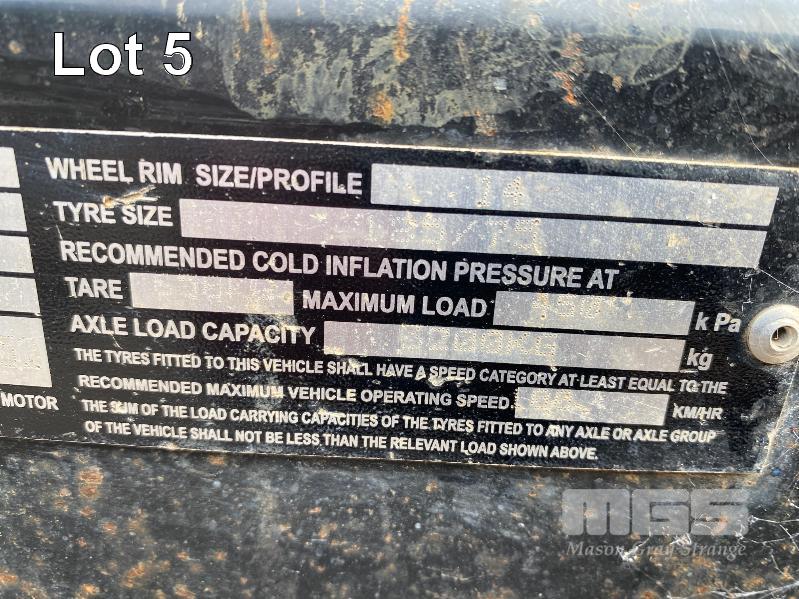 Lot 5
WHEEL RIM SIZE/PROFILE 14
TYRE SIZE
RECOMMENDED COLD INFLATION PRESSURE AT
TARE MAXIMUM LOAD k Pa
AXLE LOAD CAPACITY kg
THE TYRES FITTED TO THIS VEHICLE SHALL HAVE A SPEED CATEGORY AT LEAST EQUAL TO THE
RECOMMENDED MAXIMUM VEHICLE OPERATING SPEED. KM/HR
MOTOR
THE SUM OF THE LOAD CARRYING CAPACITIES OF THE TYRES FITTED TO ANY AXLE OR AXLE GROUP
OF THE VEHICLE SHALL NOT BE LESS THAN THE RELEVANT LOAD SHOWN ABOVE.
MGS
Mason Gray Strange